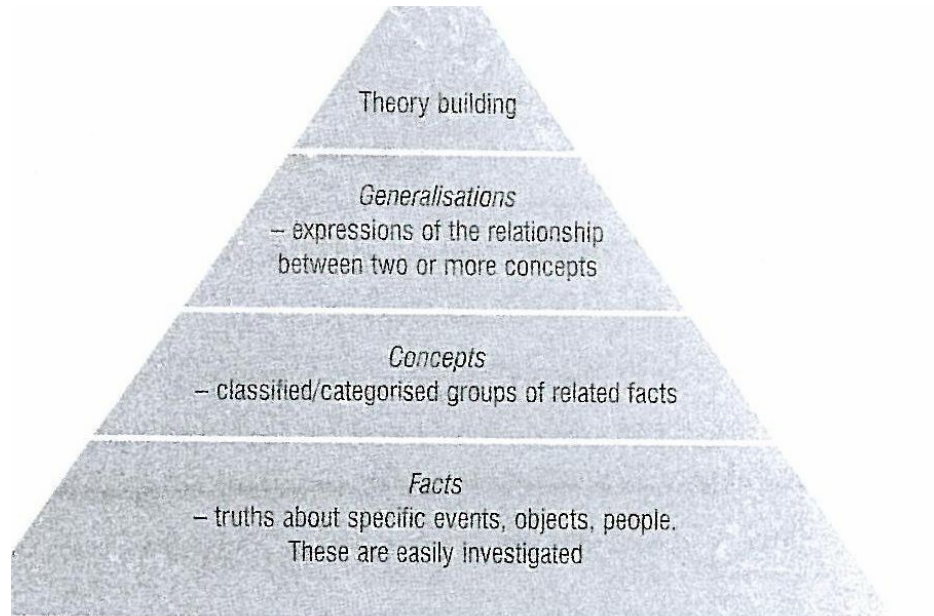 Theory building
Generalisations
– expressions of the relationship
between two or more concepts
Concepts
– classified/categorised groups of related facts
Facts
– truths about specific events, objects, people.
These are easily investigated